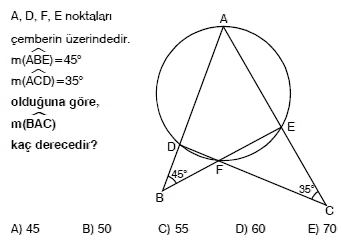 A, D, F, E noktaları
çemberin üzerindedir.
m(ABE)=45°
m(ACD)=35°
olduğuna göre,
m(BAC)
kaç derecedir?
A
D
E
F
45°
35°
B
C
A) 45 B) 50 C) 55 D) 60 E) 70